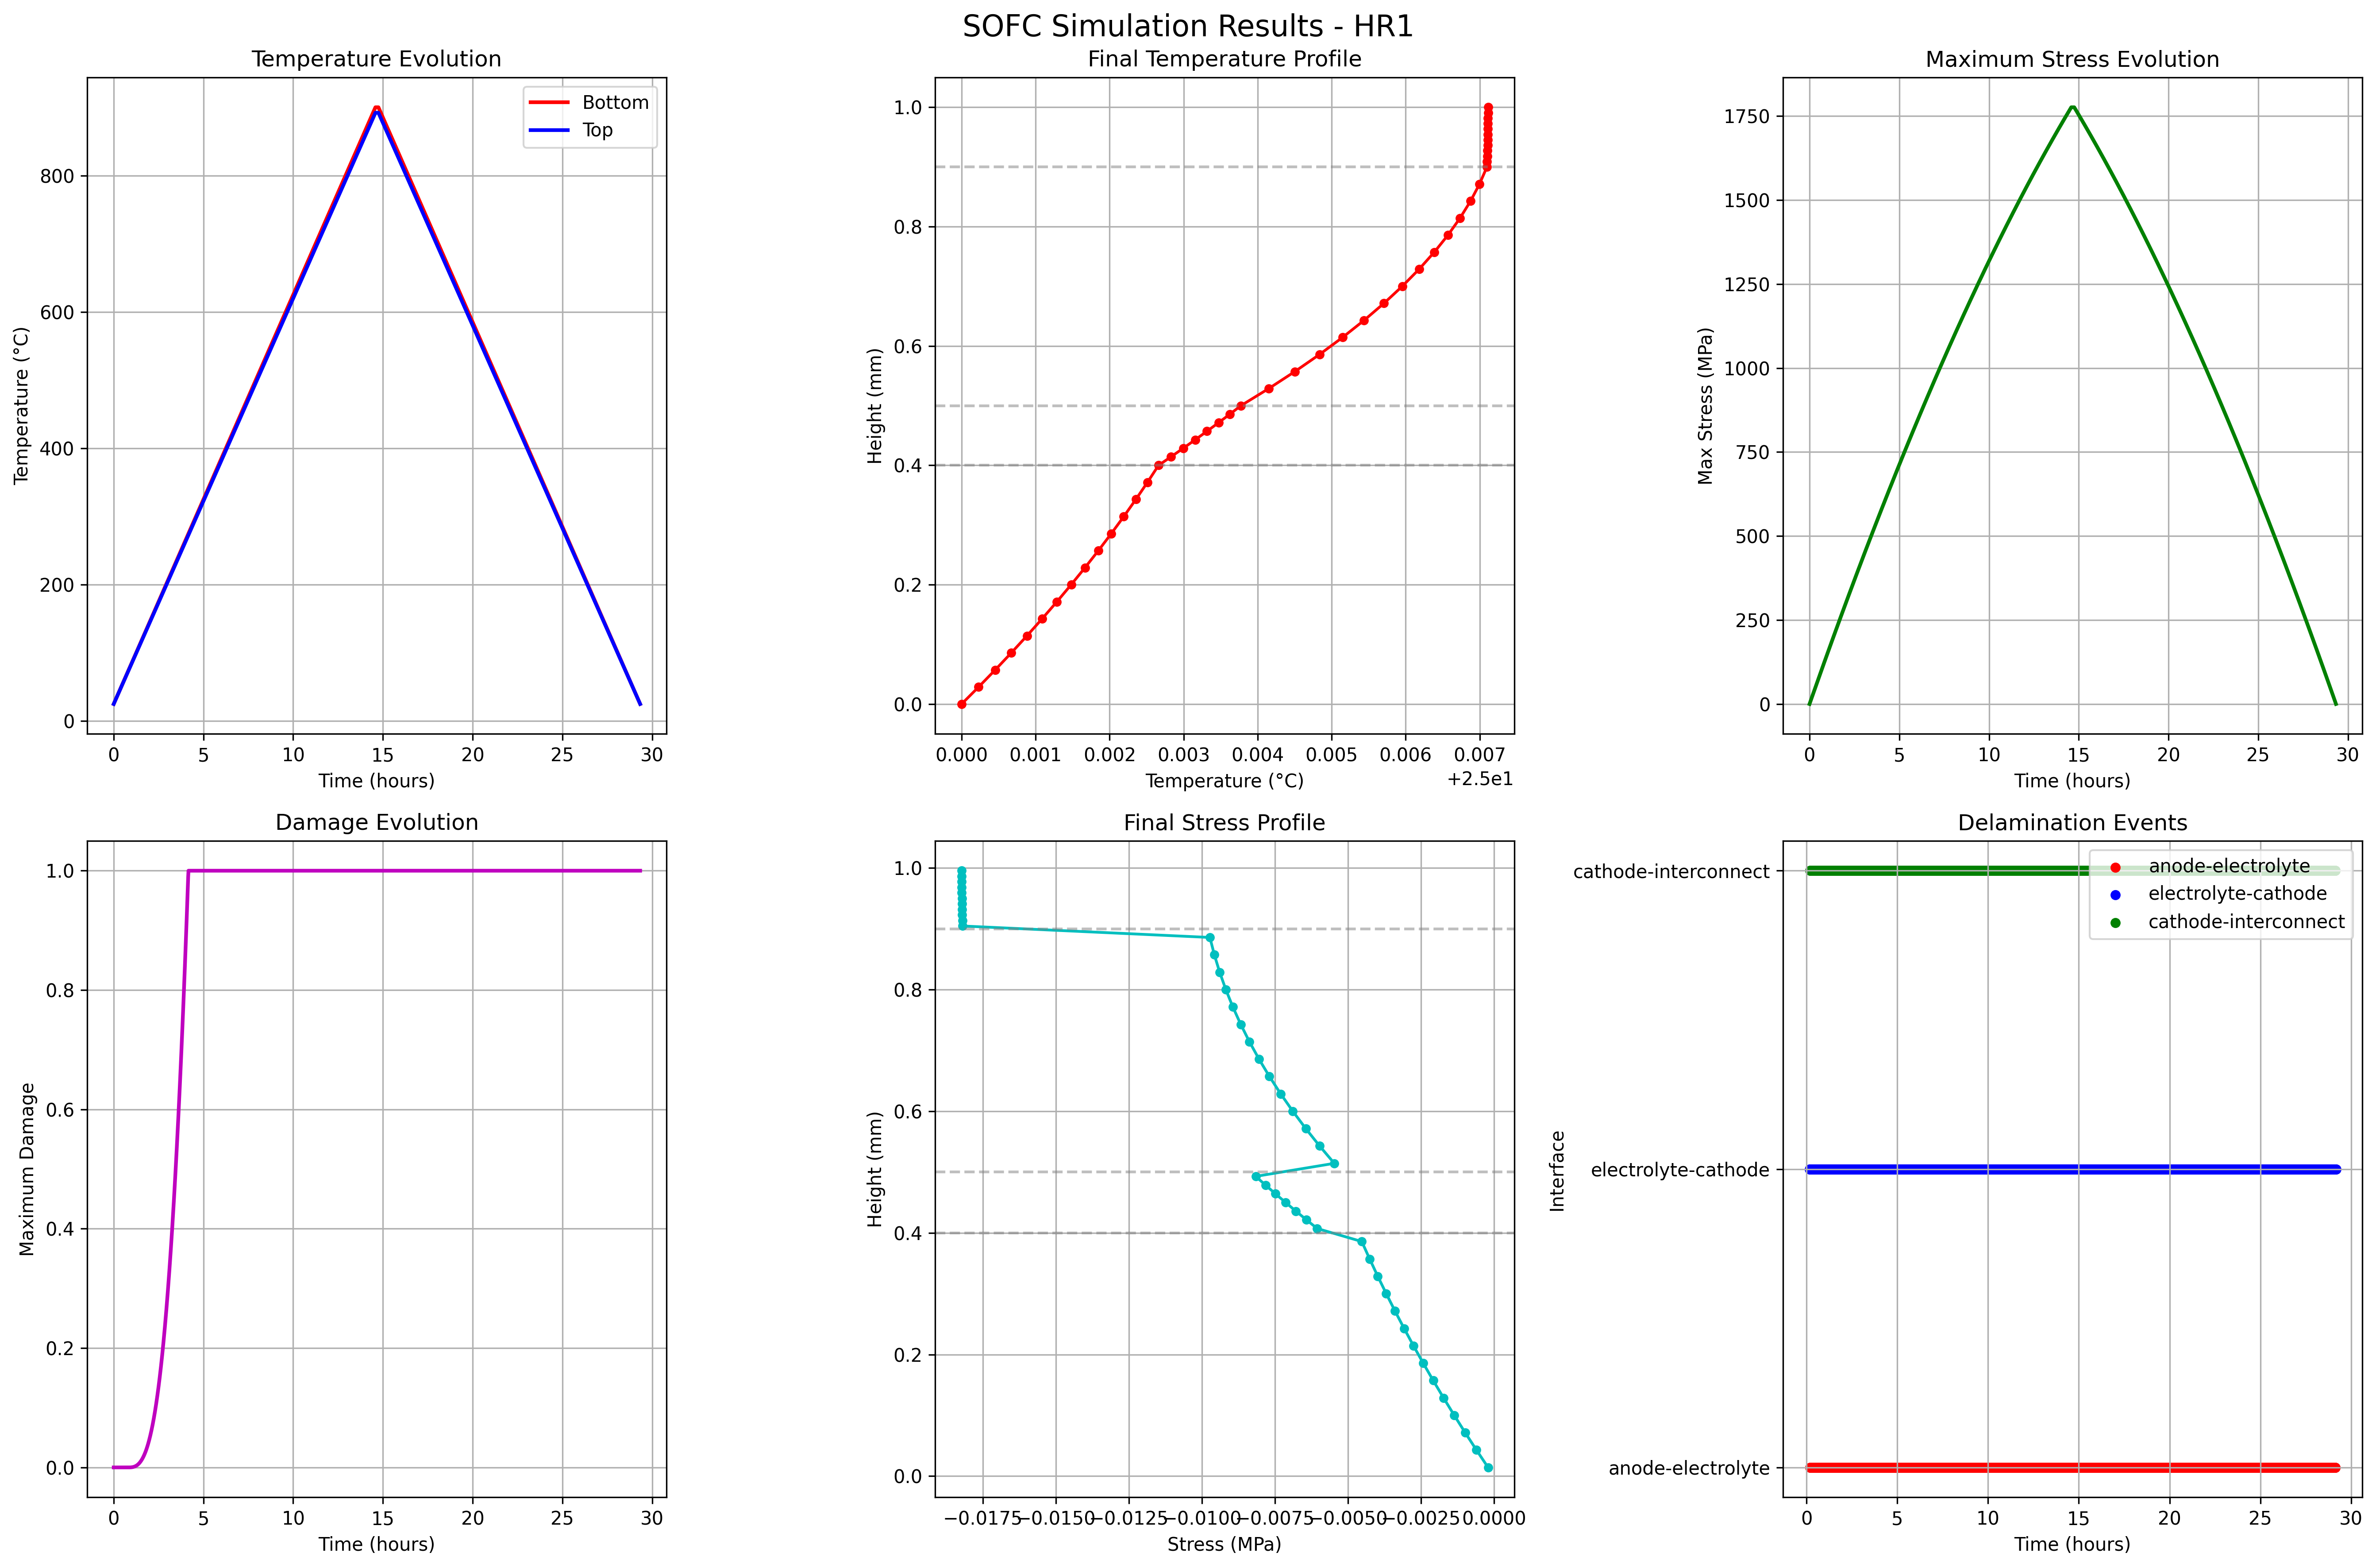 SOFC Simulation Results - HR1
Temperature Evolution
Bottom
Top
800
600
400
200
0
Temperature (°C)
0 5 10 15 20 25 30
Time (hours)
Final Temperature Profile
1.0
0.8
0.6
0.4
0.2
0.0
Height (mm)
0.000 0.001 0.002 0.003 0.004 0.005 0.006 0.007
Temperature (°C)
+2.5e1
Maximum Stress Evolution
1750
1500
1250
1000
750
500
250
0
Max Stress (MPa)
0 5 10 15 20 25 30
Time (hours)
Damage Evolution
1.0
0.8
0.6
0.4
0.2
0.0
Maximum Damage
0 5 10 15 20 25 30
Time (hours)
Final Stress Profile
1.0
0.8
0.6
0.4
0.2
0.0
Height (mm)
−0.0175 −0.0150 −0.0125 −0.0100 −0.0075 −0.0050 −0.0025 0.0000
Stress (MPa)
Delamination Events
anode-electrolyte
electrolyte-cathode
cathode-interconnect
cathode-interconnect
electrolyte-cathode
anode-electrolyte
Interface
0 5 10 15 20 25 30
Time (hours)